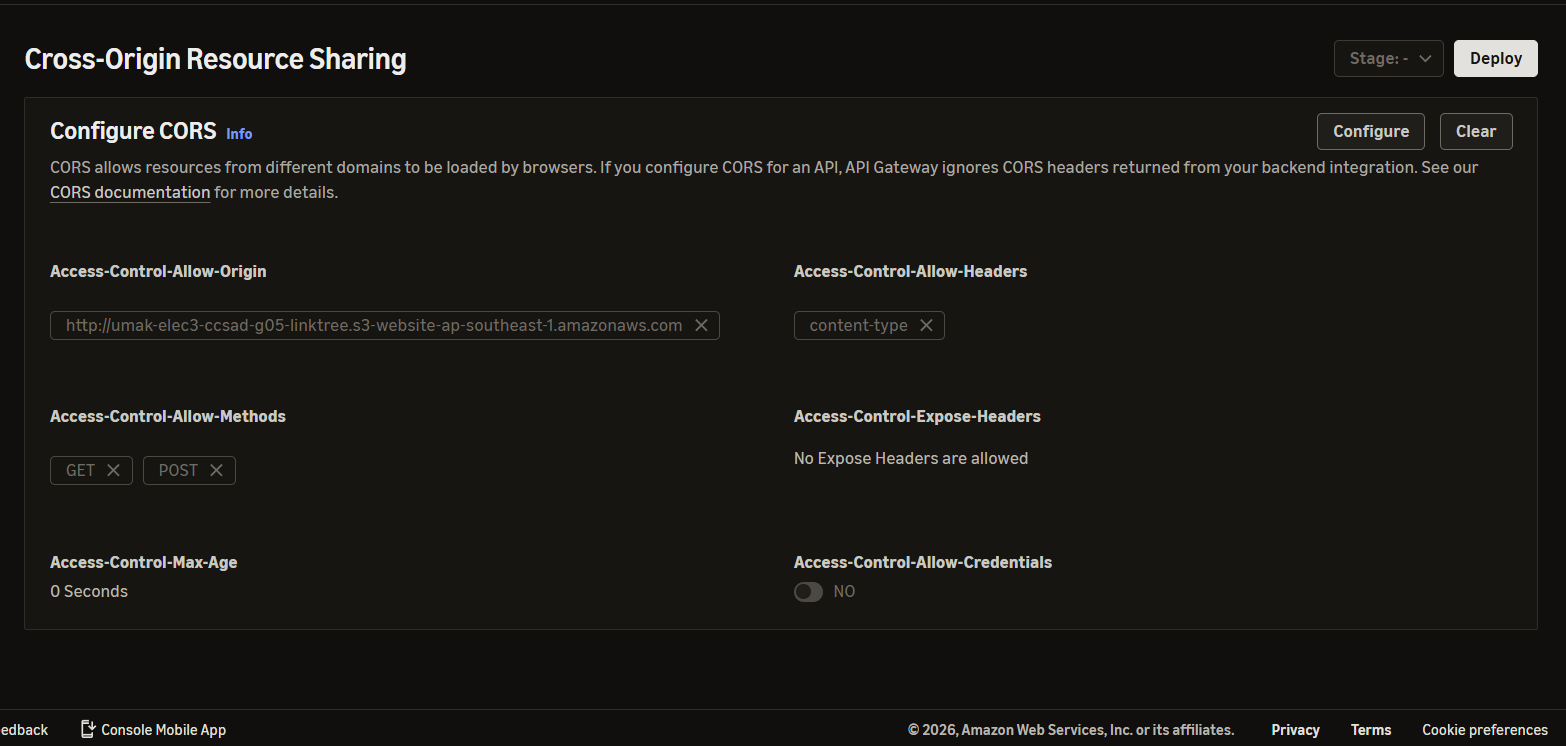 Cross-Origin Resource Sharing
Stage: -
Deploy
Configure CORS Info
Configure
Clear
CORS allows resources from different domains to be loaded by browsers. If you configure CORS for an API, API Gateway ignores CORS headers returned from your backend integration. See our
CORS documentation for more details.
Access-Control-Allow-Origin
Access-Control-Allow-Headers
http://umak-elec3-ccsad-g05-linktree.s3-website-ap-southeast-1.amazonaws.com
content-type
Access-Control-Allow-Methods
Access-Control-Expose-Headers
GET
POST
No Expose Headers are allowed
Access-Control-Max-Age
Access-Control-Allow-Credentials
0 Seconds
NO
edback
Console Mobile App
© 2026, Amazon Web Services, Inc. or its affiliates.
Privacy
Terms
Cookie preferences